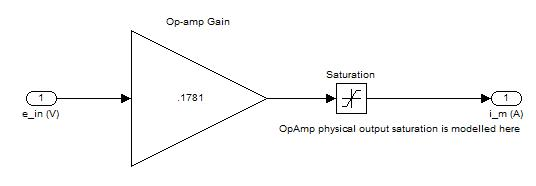 Op-amp Gain
Saturation
1
.1781
1
e_in (V)
i_m (A)
OpAmp physical output saturation is modelled here